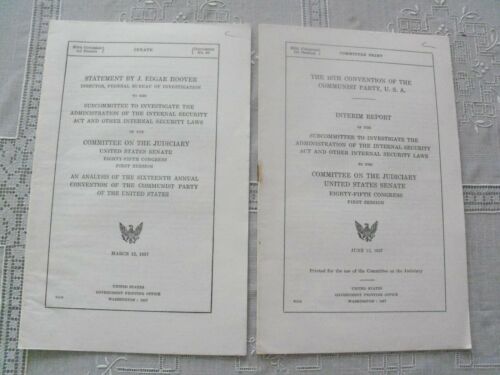 SENATE
STATEMENT BY J. EDGAR HOOVER
DIRECTOR, FEDERAL BUREAU OF INVESTIGATION
TO THE
SUBCOMMITTEE TO INVESTIGATE THE
ADMINISTRATION OF THE INTERNAL SECURITY
ACT AND OTHER INTERNAL SECURITY LAWS
OF THE
COMMITTEE ON THE JUDICIARY
UNITED STATES SENATE
EIGHTY-FIFTH CONGRESS
FIRST SESSION
AN ANALYSIS OF THE SIXTEENTH ANNUAL
CONVENTION OF THE COMMUNIST PARTY
OF THE UNITED STATES
MARCH 12, 1957
UNITED STATES
GOVERNMENT PRINTING OFFICE
WASHINGTON : 1957
COMMITTEE PRINT
THE 16TH CONVENTION OF THE
COMMUNIST PARTY, U. S. A.
INTERIM REPORT
OF THE
SUBCOMMITTEE TO INVESTIGATE THE
ADMINISTRATION OF THE INTERNAL SECURITY
ACT AND OTHER INTERNAL SECURITY LAWS
TO THE
COMMITTEE ON THE JUDICIARY
UNITED STATES SENATE
EIGHTY-FIFTH CONGRESS
FIRST SESSION
JUNE 12, 1957
Printed for the use of the Committee on the Judiciary
UNITED STATES
GOVERNMENT PRINTING OFFICE
WASHINGTON : 1957